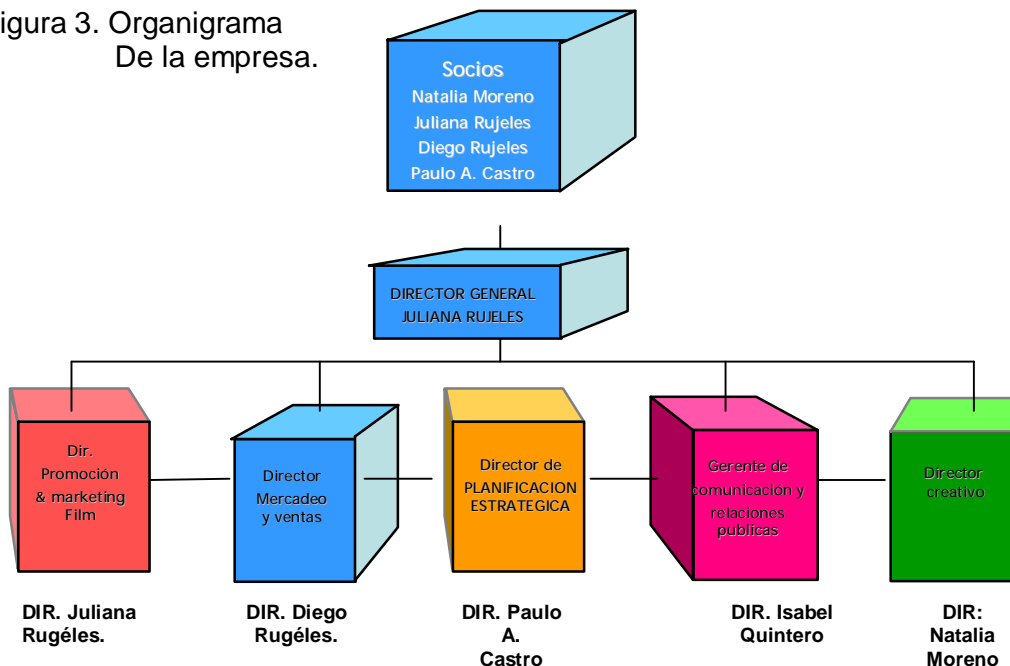 igura 3. Organigrama
De la empresa.
Socios
Natalia Moreno
Juliana Rujeles
Diego Rujeles
Paulo A. Castro
DIRECTOR GENERAL
JULIANA RUJELES
Dir.
Promoción
& marketing
Film
Director
Mercadeo
y ventas
Director de
PLANIFICACION
ESTRATEGICA
Gerente de
comunicación y
relaciones
publicas
Director
creativo
DIR. Juliana
Rugéles.
DIR. Diego
Rugéles.
DIR. Paulo
A.
Castro
DIR. Isabel
Quintero
DIR:
Natalia
Moreno